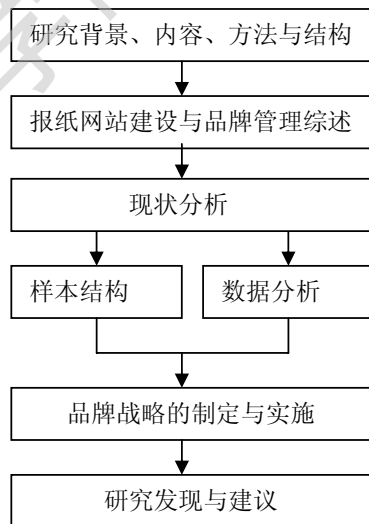 研究背景、内容、方法与结构
报纸网站建设与品牌管理综述
现状分析
样本结构
数据分析
品牌战略的制定与实施
研究发现与建议